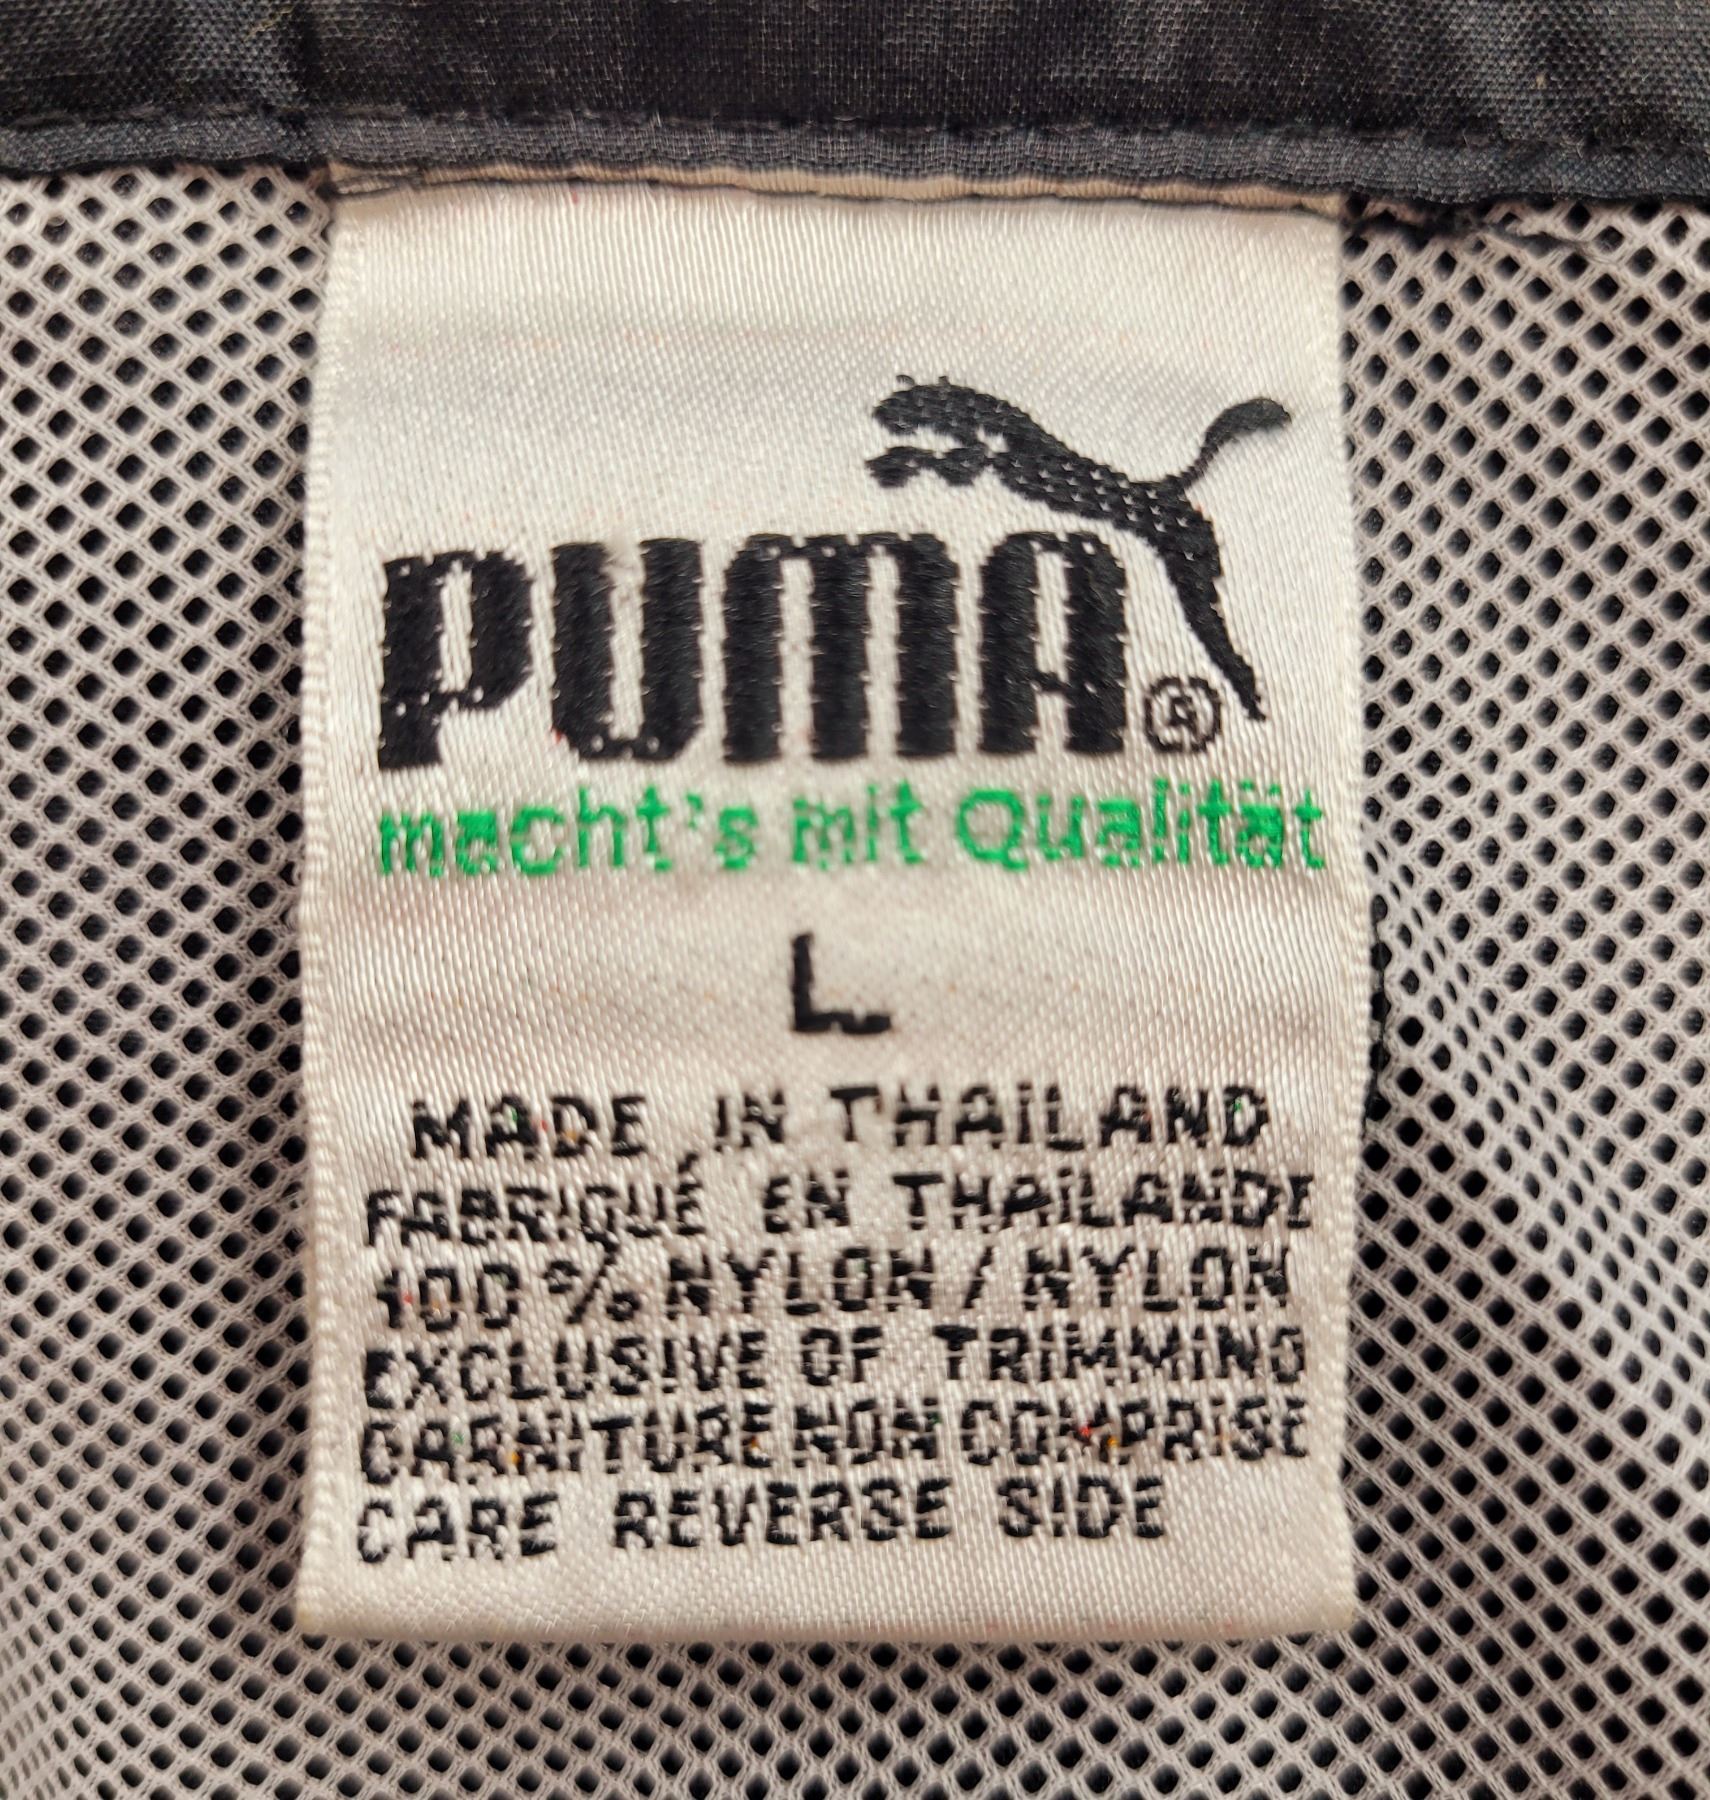 PUMA®
macht's mit Qualität
L
MADE IN THAILAND
FABRIQUÉ EN THAILANDE
100% NYLON/NYLON
EXCLUSIVE OF TRIMMING
GARNITURE NON COMPRISE
CARE REVERSE SIDE